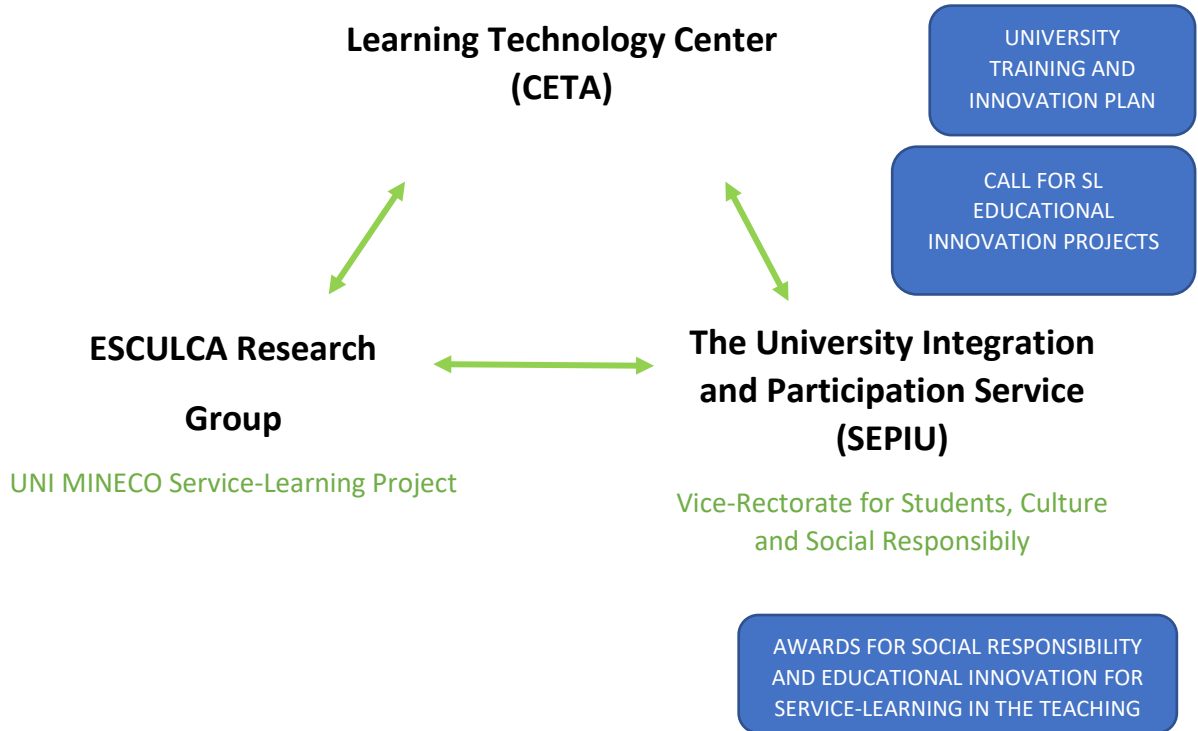 Learning Technology Center
(CETA)
UNIVERSITY
TRAINING AND
INNOVATION PLAN
CALL FOR SL
EDUCATIONAL
INNOVATION PROJECTS
ESCULCA Research
Group
UNI MINECO Service-Learning Project
The University Integration
and Participation Service
(SEPIU)
Vice-Rectorate for Students, Culture
and Social Responsibily
AWARDS FOR SOCIAL RESPONSIBILITY
AND EDUCATIONAL INNOVATION FOR
SERVICE-LEARNING IN THE TEACHING